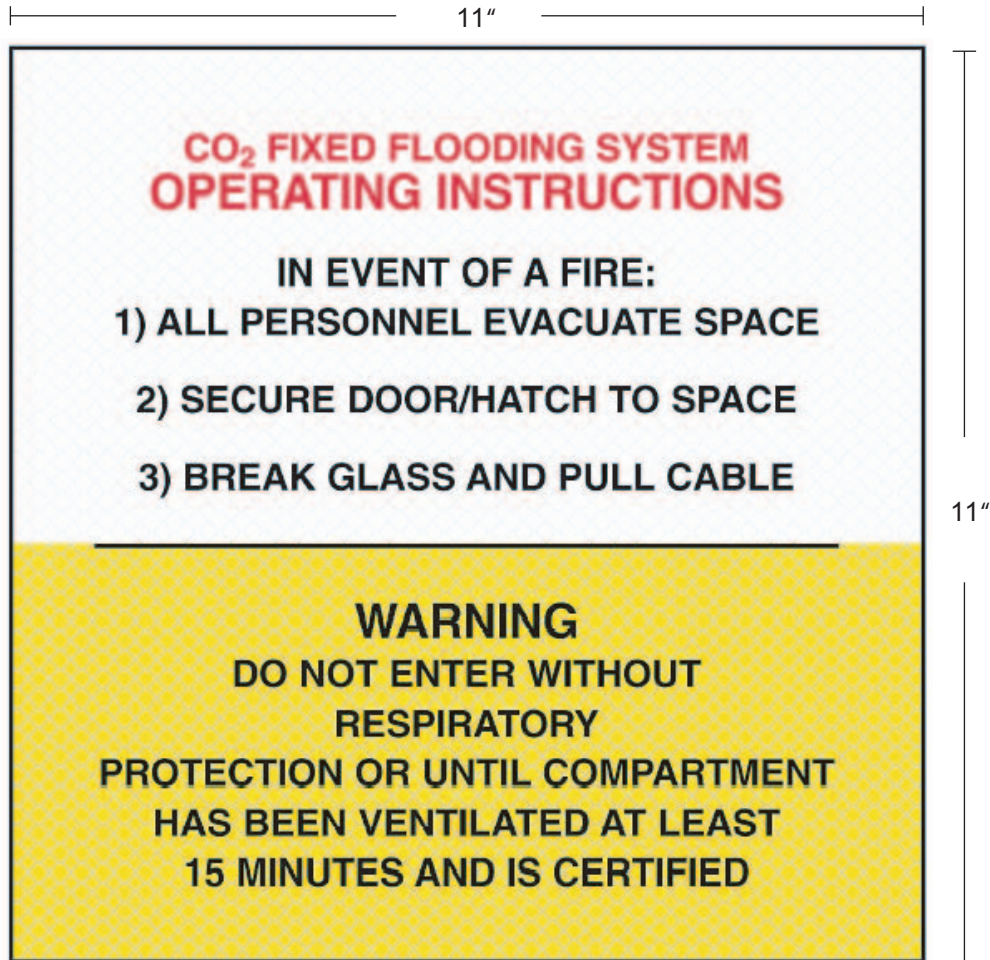 11"
CO₂ FIXED FLOODING SYSTEM
OPERATING INSTRUCTIONS
IN EVENT OF A FIRE:
1) ALL PERSONNEL EVACUATE SPACE
2) SECURE DOOR/HATCH TO SPACE
3) BREAK GLASS AND PULL CABLE
11"
WARNING
DO NOT ENTER WITHOUT
RESPIRATORY
PROTECTION OR UNTIL COMPARTMENT
HAS BEEN VENTILATED AT LEAST
15 MINUTES AND IS CERTIFIED